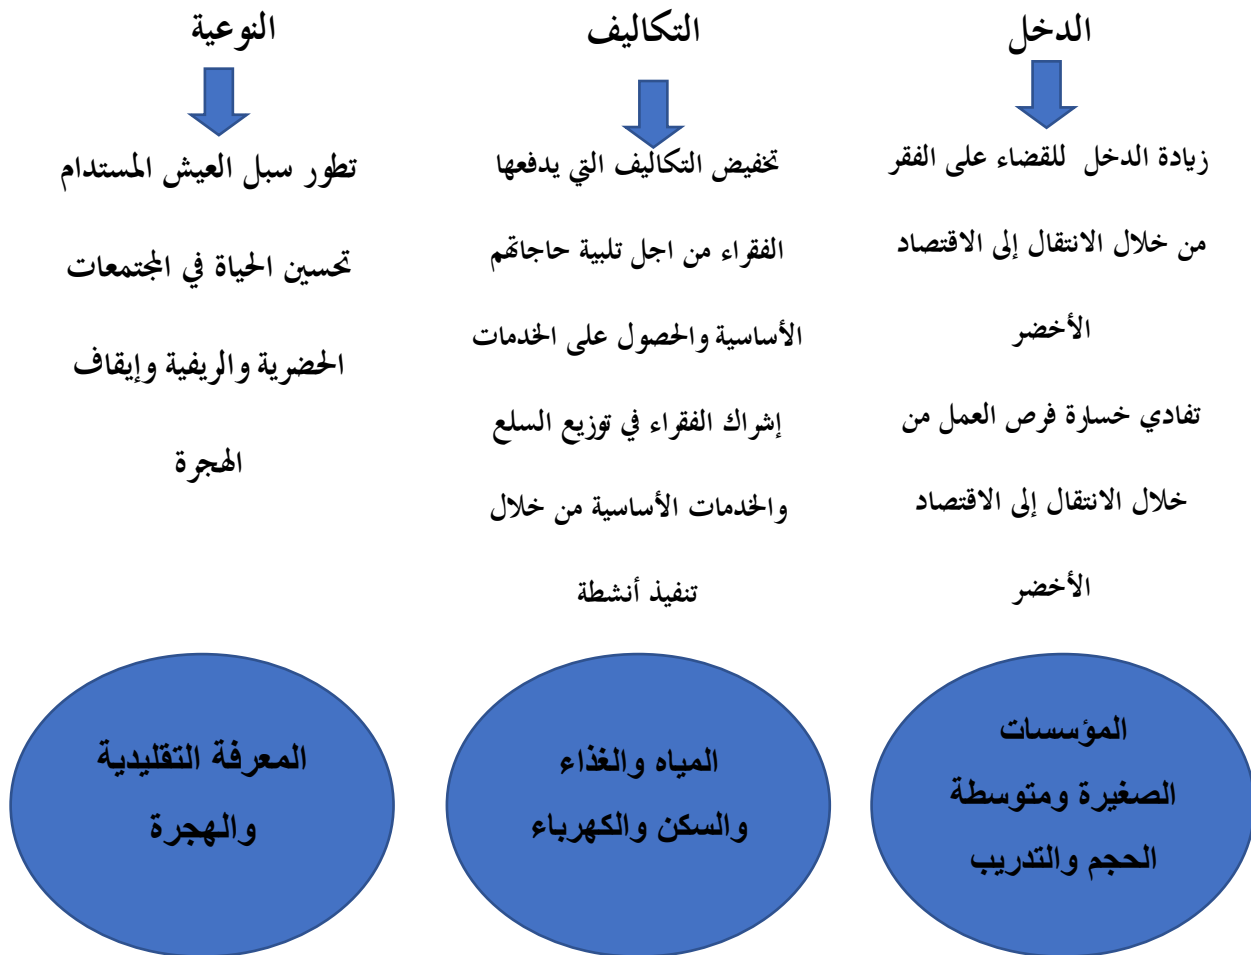 الدخل
زيادة الدخل للقضاء على الفقر
من خلال الانتقال إلى الاقتصاد
الأخضر
تفادي خسارة فرص العمل من
خلال الانتقال إلى الاقتصاد
الأخضر
المؤسسات
الصغيرة ومتوسطة
الحجم والتدريب
التكاليف
تخفيض التكاليف التي يدفعها
الفقراء من اجل تلبية حاجاتهم
الأساسية والحصول على الخدمات
إشراك الفقراء في توزيع السلع
والخدمات الأساسية من خلال
تنفيذ أنشطة
المياه والغذاء
والسكن والكهرباء
النوعية
تطور سبل العيش المستدام
تحسين الحياة في المجتمعات
الحضرية والريفية وإيقاف
الهجرة
المعرفة التقليدية
والهجرة